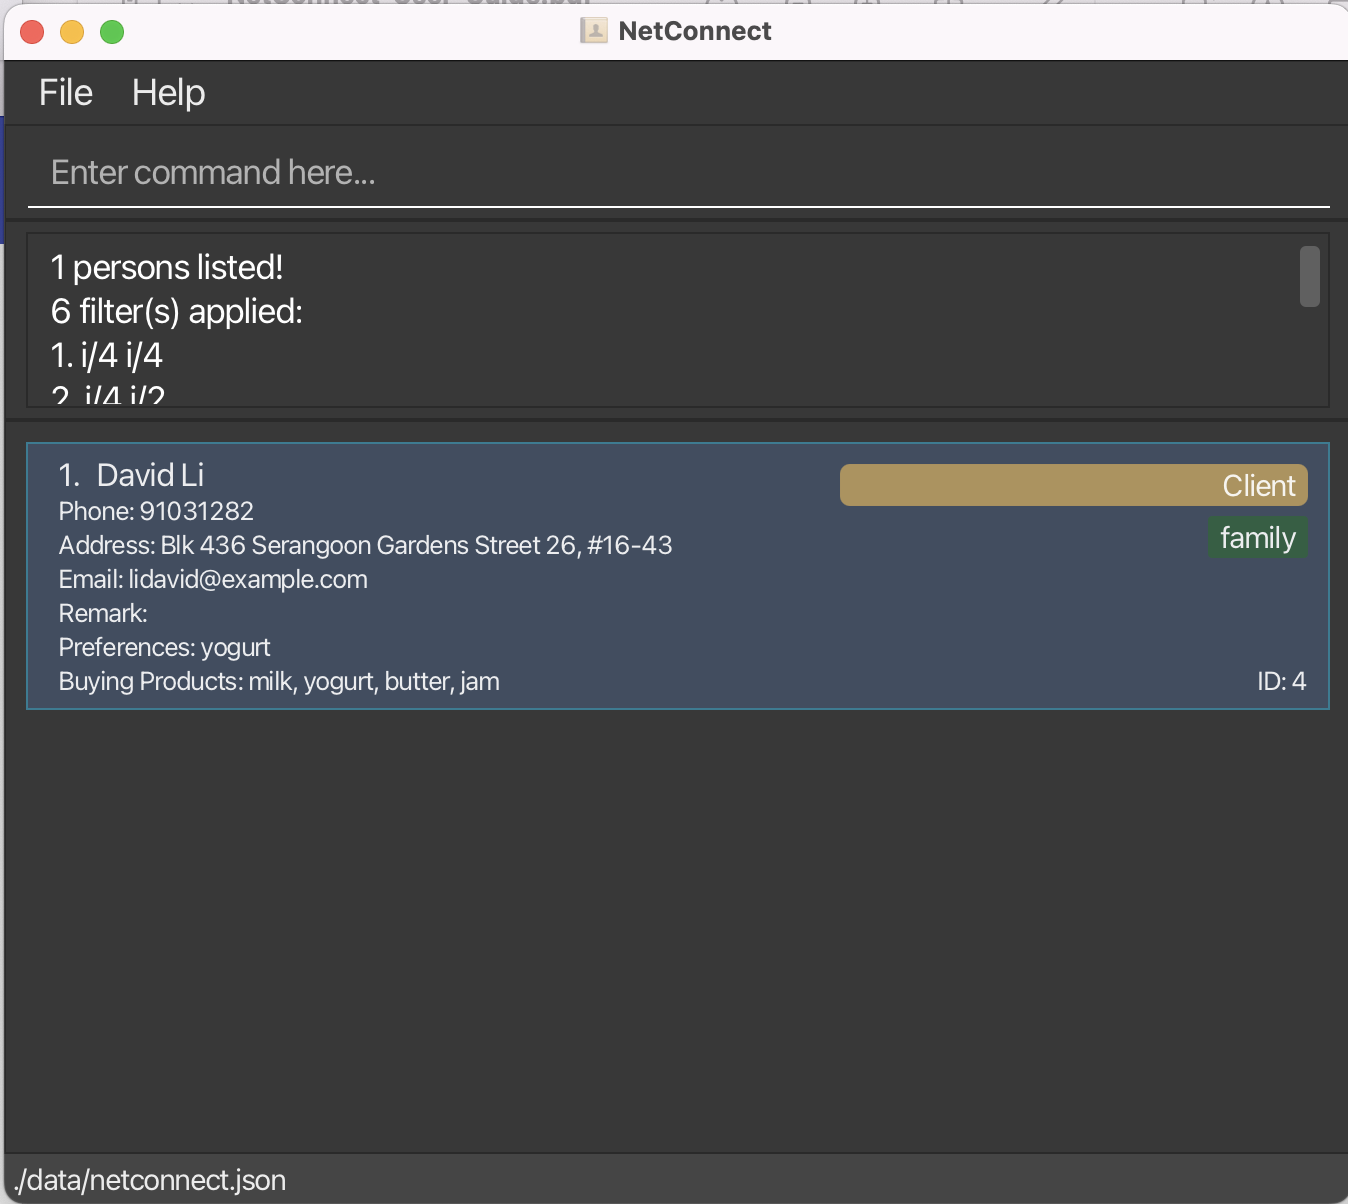 NetConnect
File Help
Enter command here...
1 persons listed!
6 filter(s) applied:
1. i/4 i/4
2. i/4 i/2
1. David Li
Client
Phone: 91031282
family
Address: Blk 436 Serangoon Gardens Street 26, #16-43
Email: lidavid@example.com
Remark:
Preferences: yogurt
Buying Products: milk, yogurt, butter, jam
ID: 4
./data/netconnect.json